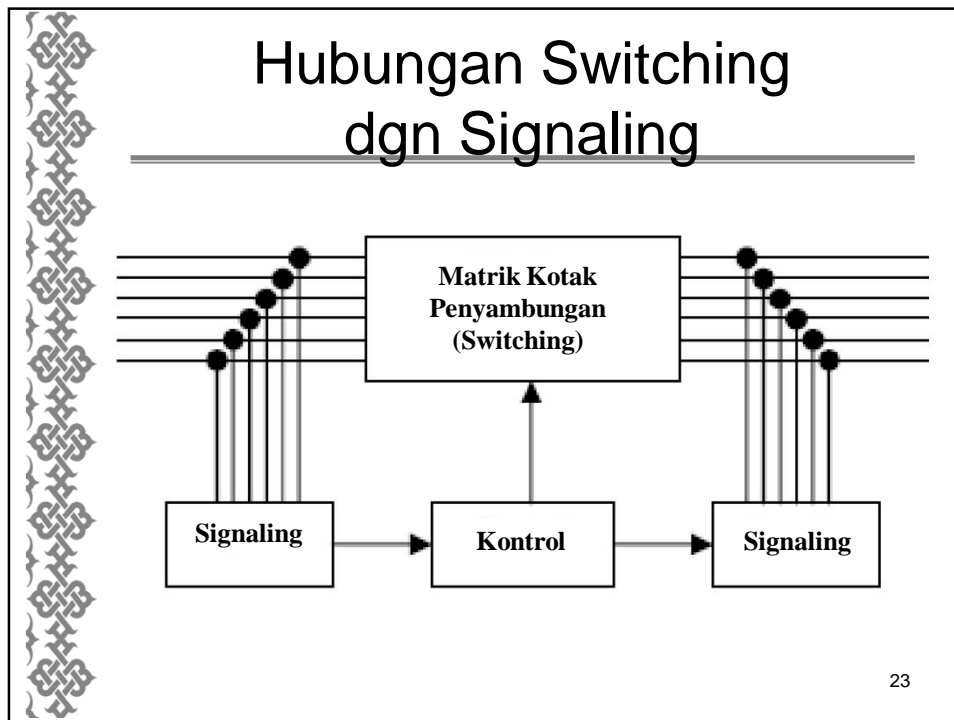 Hubungan Switching
dgn Signaling
Matrik Kotak
Penyambungan
(Switching)
Signaling
Kontrol
Signaling
23